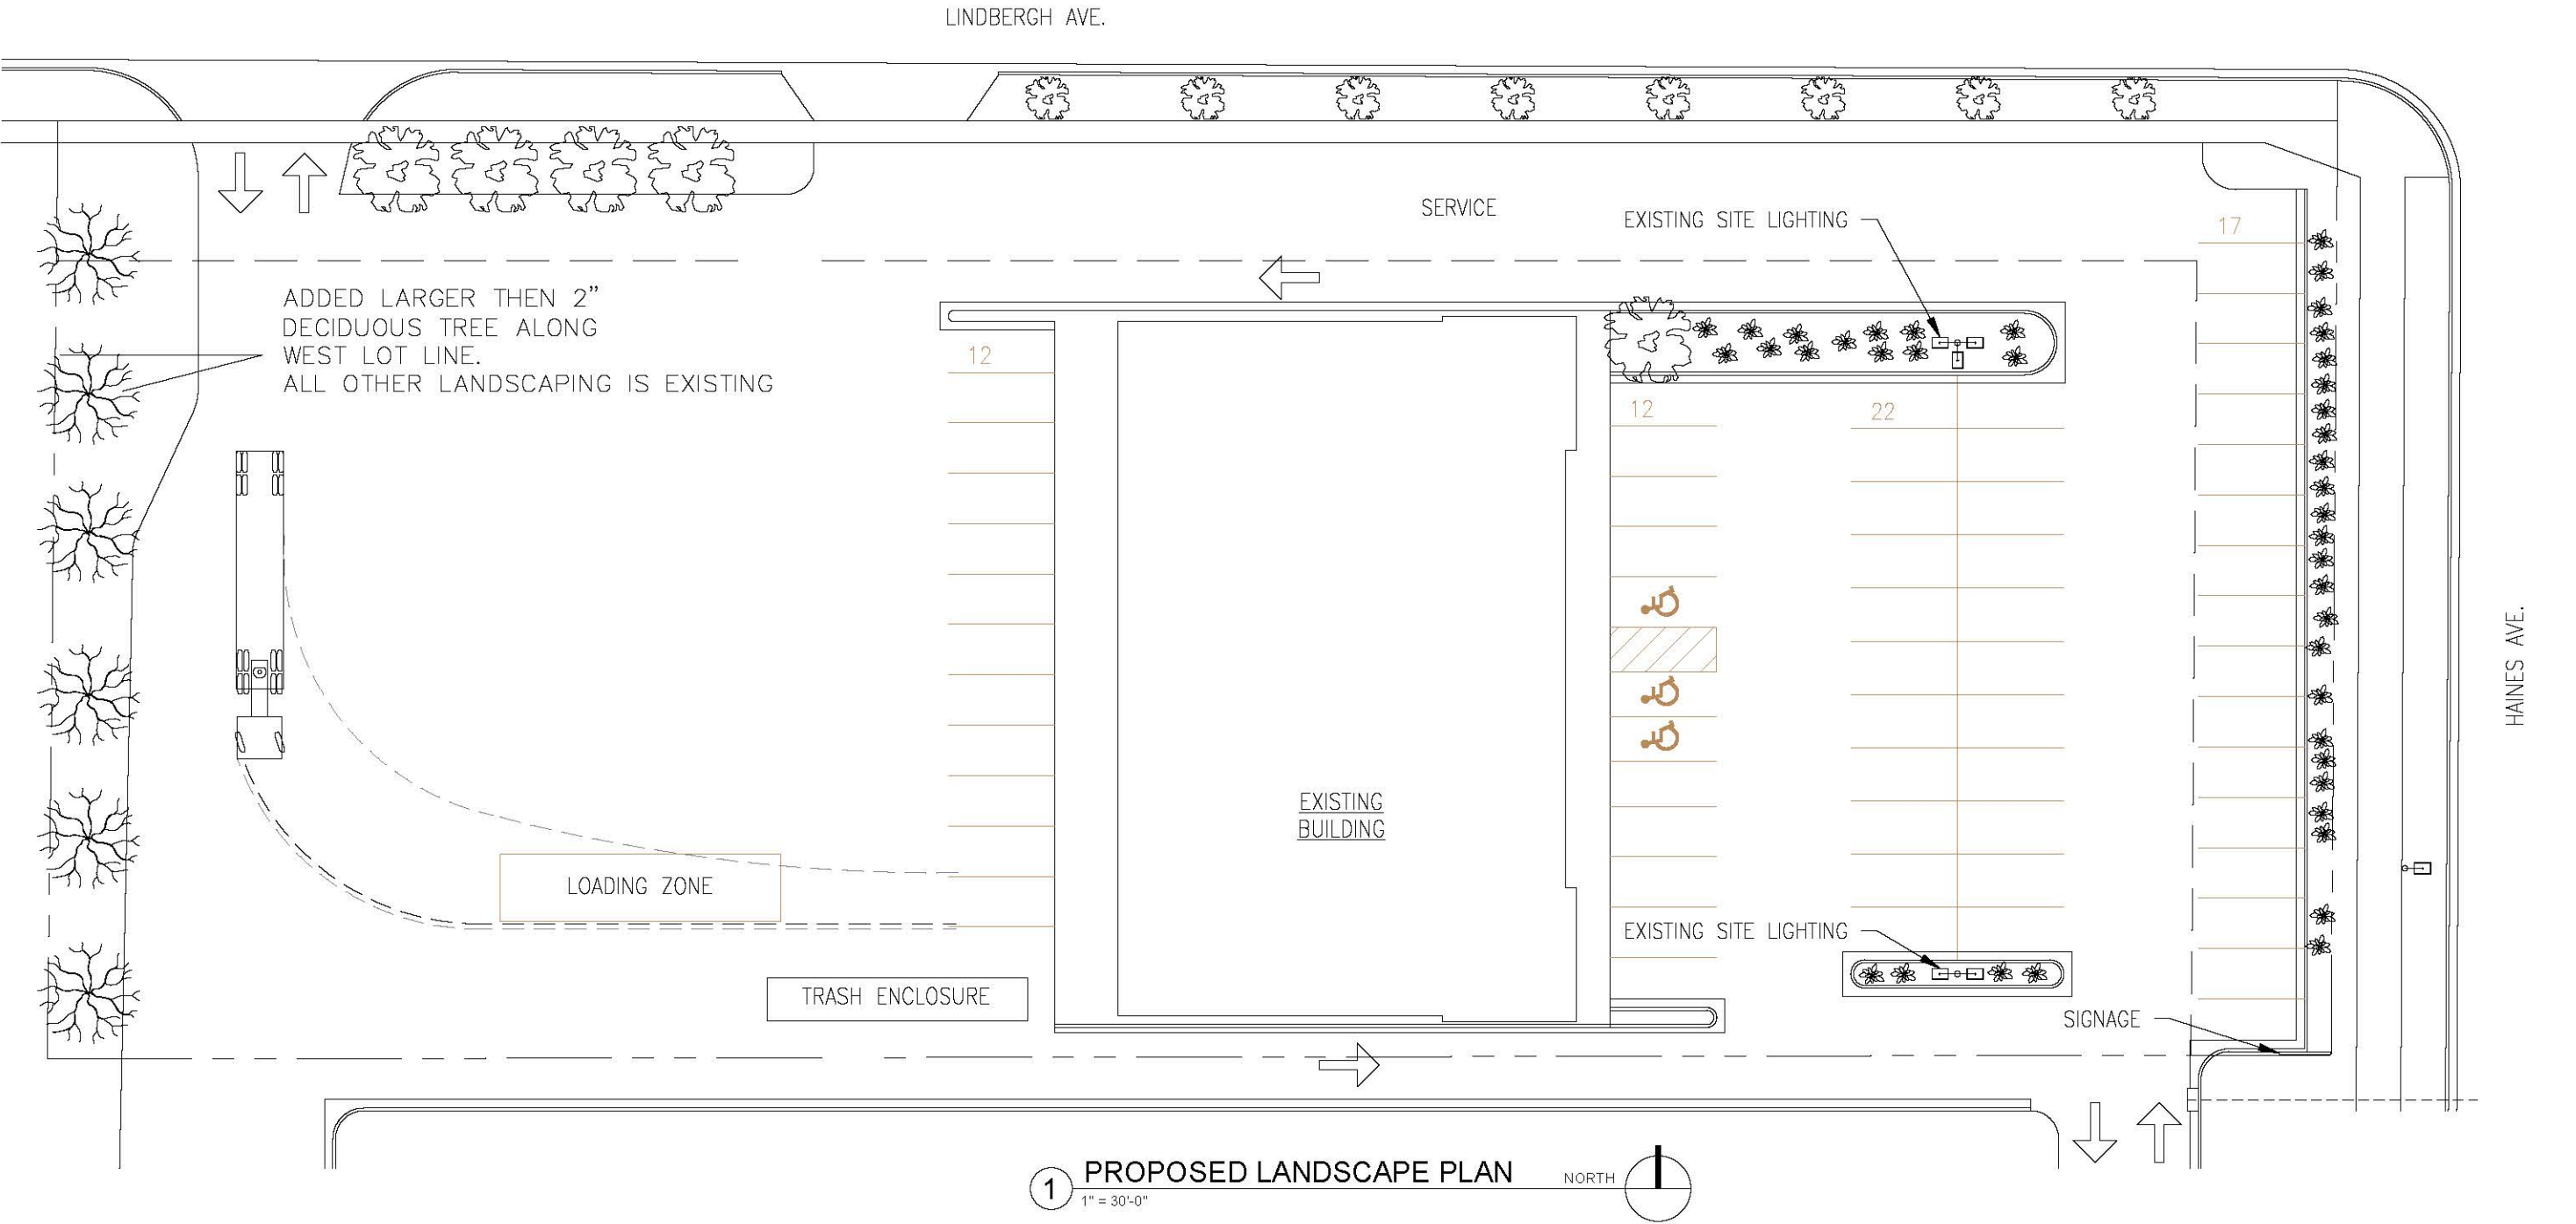 LINDBERGH AVE.
SERVICE
EXISTING SITE LIGHTING
17
ADDED LARGER THEN 2”
DECIDUOUS TREE ALONG
WEST LOT LINE.
ALL OTHER LANDSCAPING IS EXISTING
12
12
22
HAINES AVE.
EXISTING
BUILDING
LOADING ZONE
EXISTING SITE LIGHTING
TRASH ENCLOSURE
SIGNAGE
1
PROPOSED LANDSCAPE PLAN
1" = 30'-0"
NORTH